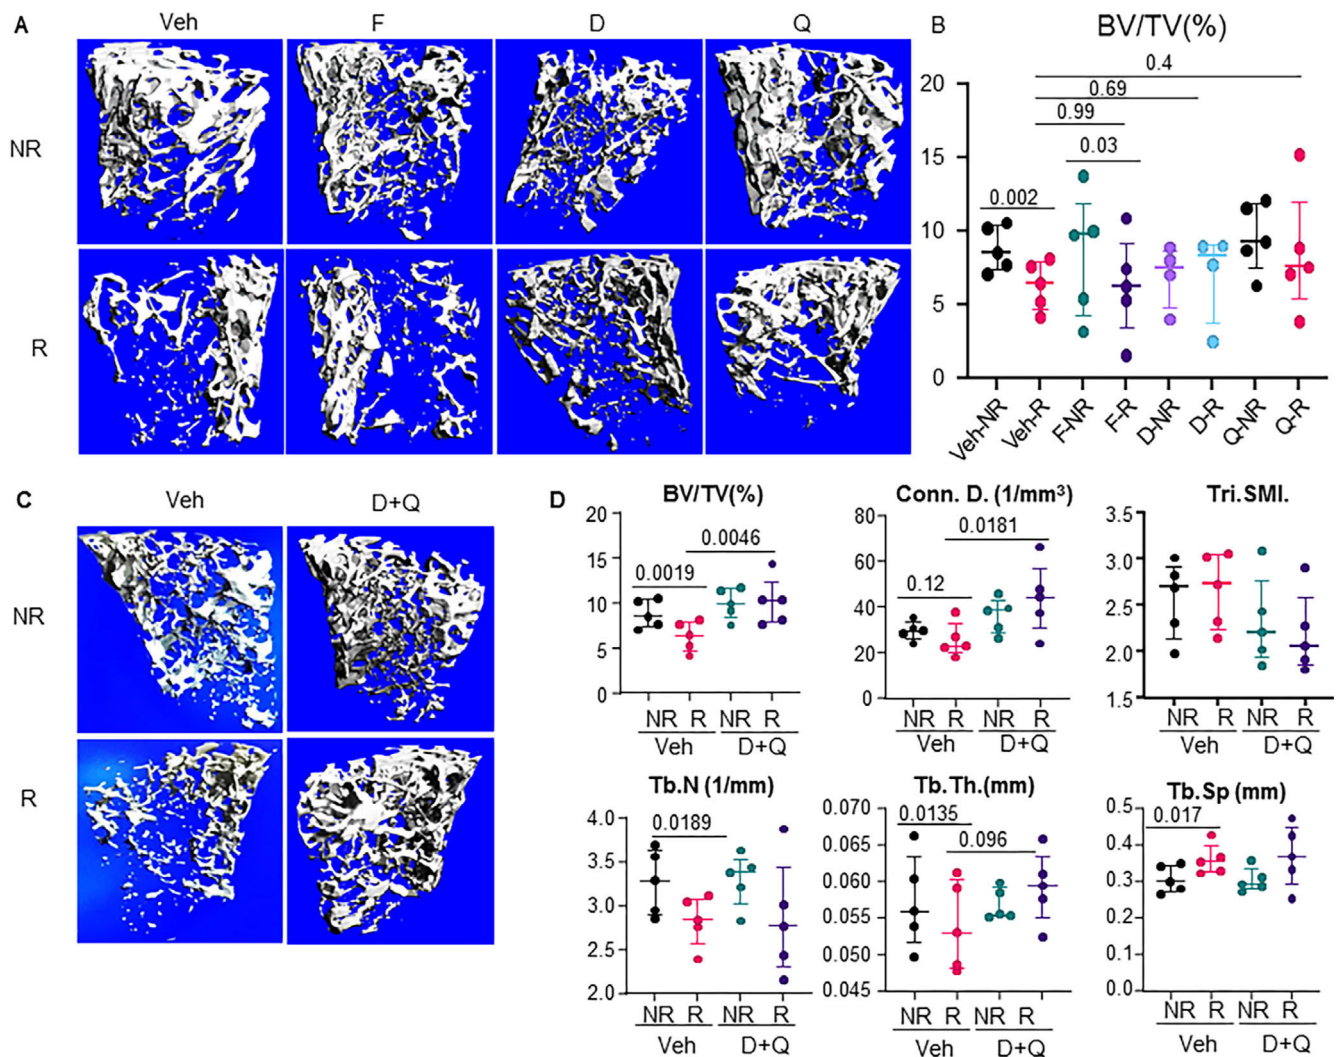 A
Veh
F
D
Q
NR
R
B
BV/TV(%)
0.4
0.69
0.99
0.03
0.002
20
15
10
5
0
Veh-NR
Veh-R
F-NR
F-R
D-NR
D-R
Q-NR
Q-R
C
Veh
D+Q
NR
R
D
BV/TV(%)
20
15
10
5
0
0.0019
0.0046
NR R NR R
Veh D+Q
Conn. D. (1/mm³)
80
60
40
20
0
0.12
0.0181
NR R NR R
Veh D+Q
Tri.SMI.
3.5
3.0
2.5
2.0
1.5
NR R NR R
Veh D+Q
Tb.N (1/mm)
4.0
3.5
3.0
2.5
2.0
0.0189
NR R NR R
Veh D+Q
Tb.Th.(mm)
0.070
0.065
0.060
0.055
0.050
0.045
0.0135
0.096
NR R NR R
Veh D+Q
Tb.Sp (mm)
0.5
0.4
0.3
0.2
0.1
0.0
0.017
NR R NR R
Veh D+Q